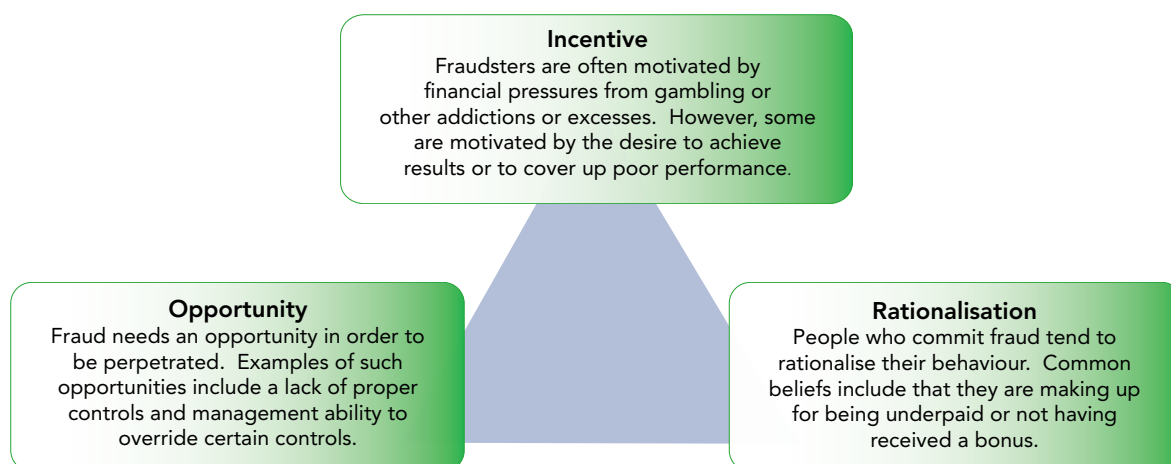 Incentive
Fraudsters are often motivated by
financial pressures from gambling or
other addictions or excesses.  However, some
are motivated by the desire to achieve
results or to cover up poor performance.
Opportunity
Fraud needs an opportunity in order to
be perpetrated.  Examples of such
opportunities include a lack of proper
controls and management ability to
override certain controls.
Rationalisation
People who commit fraud tend to
rationalise their behaviour.  Common
beliefs include that they are making up
for being underpaid or not having
received a bonus.